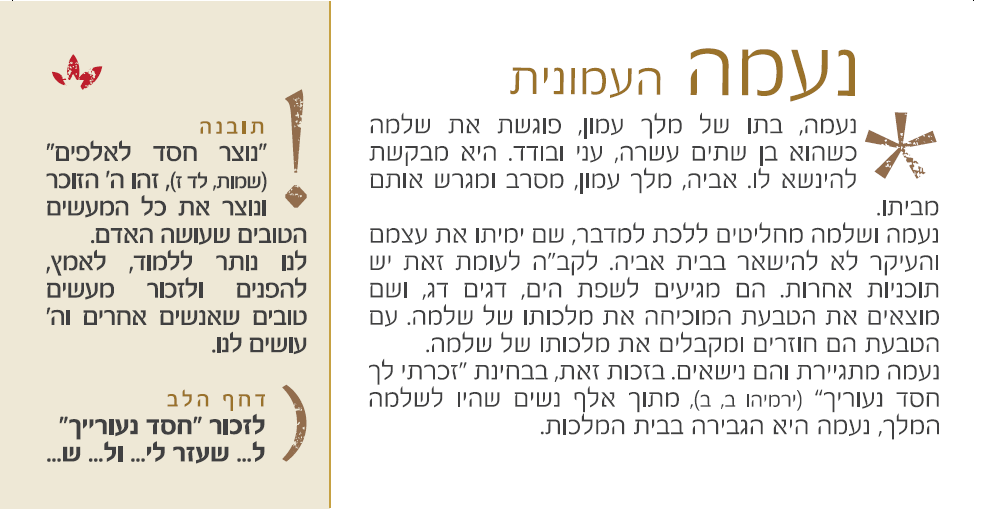 נעמה העמונית
נעמה, בתו של מלך עמון, פוגשת את שלמה
כשהוא בן שתים עשרה, עני ובודד. היא מבקשת
להינשא לו. אביה, מלך עמון, מסרב ומגרש אותם
מביתו.
נעמה ושלמה מחליטים ללכת למדבר, שם ימיתו את עצמם
והעיקר לא להישאר בבית אביה. לקב"ה לעומת זאת יש
תוכניות אחרות. הם מגיעים לשפת הים, דגים דג, ושם
מוצאים את הטבעת המוכיחה את מלכותו של שלמה. עם
הטבעת הם חוזרים ומקבלים את מלכותו של שלמה.
נעמה מתגיירת והם נישאים. בזכות זאת, בבחינת "זכרתי לך
חסד נעוריך" (ירמיהו ב, ב), מתוך אלף נשים שהיו לשלמה
המלך, נעמה היא הגבירה בבית המלכות.
תובנה
"נוצר חסד לאלפים"
(שמות, לד ז), זהו ה' הזוכר
ונוצר את כל המעשים
הטובים שעושה האדם.
לנו נותר ללמוד, לאמץ,
להפנים ולזכור מעשים
טובים שאנשים אחרים וה'
עושים לנו.
דחף הלב
לזכור "חסד נעורייך"
ל... שעזר לי... ול... ש...